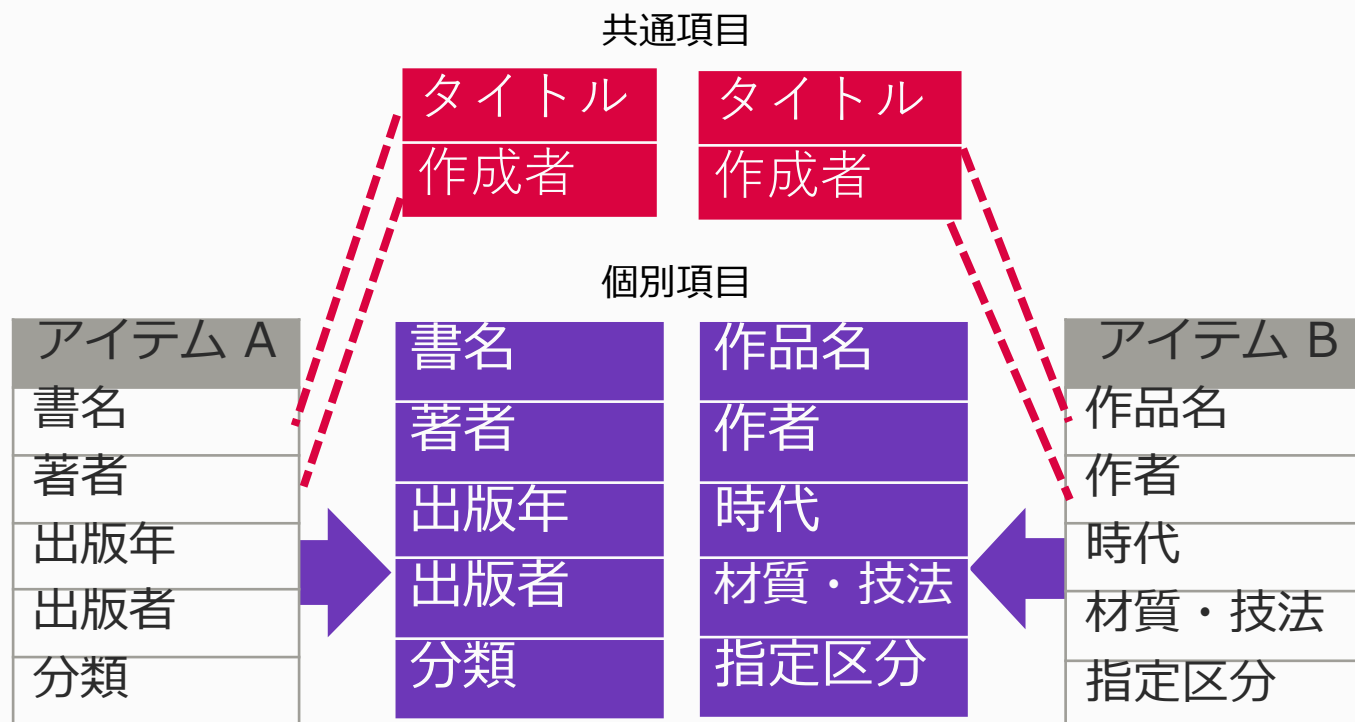 共通項目
タイトル
作成者
タイトル
作成者
個別項目
アイテム A
書名
著者
出版年
出版者
分類
書名
著者
出版年
出版者
分類
作品名
作者
時代
材質・技法
指定区分
アイテム B
作品名
作者
時代
材質・技法
指定区分